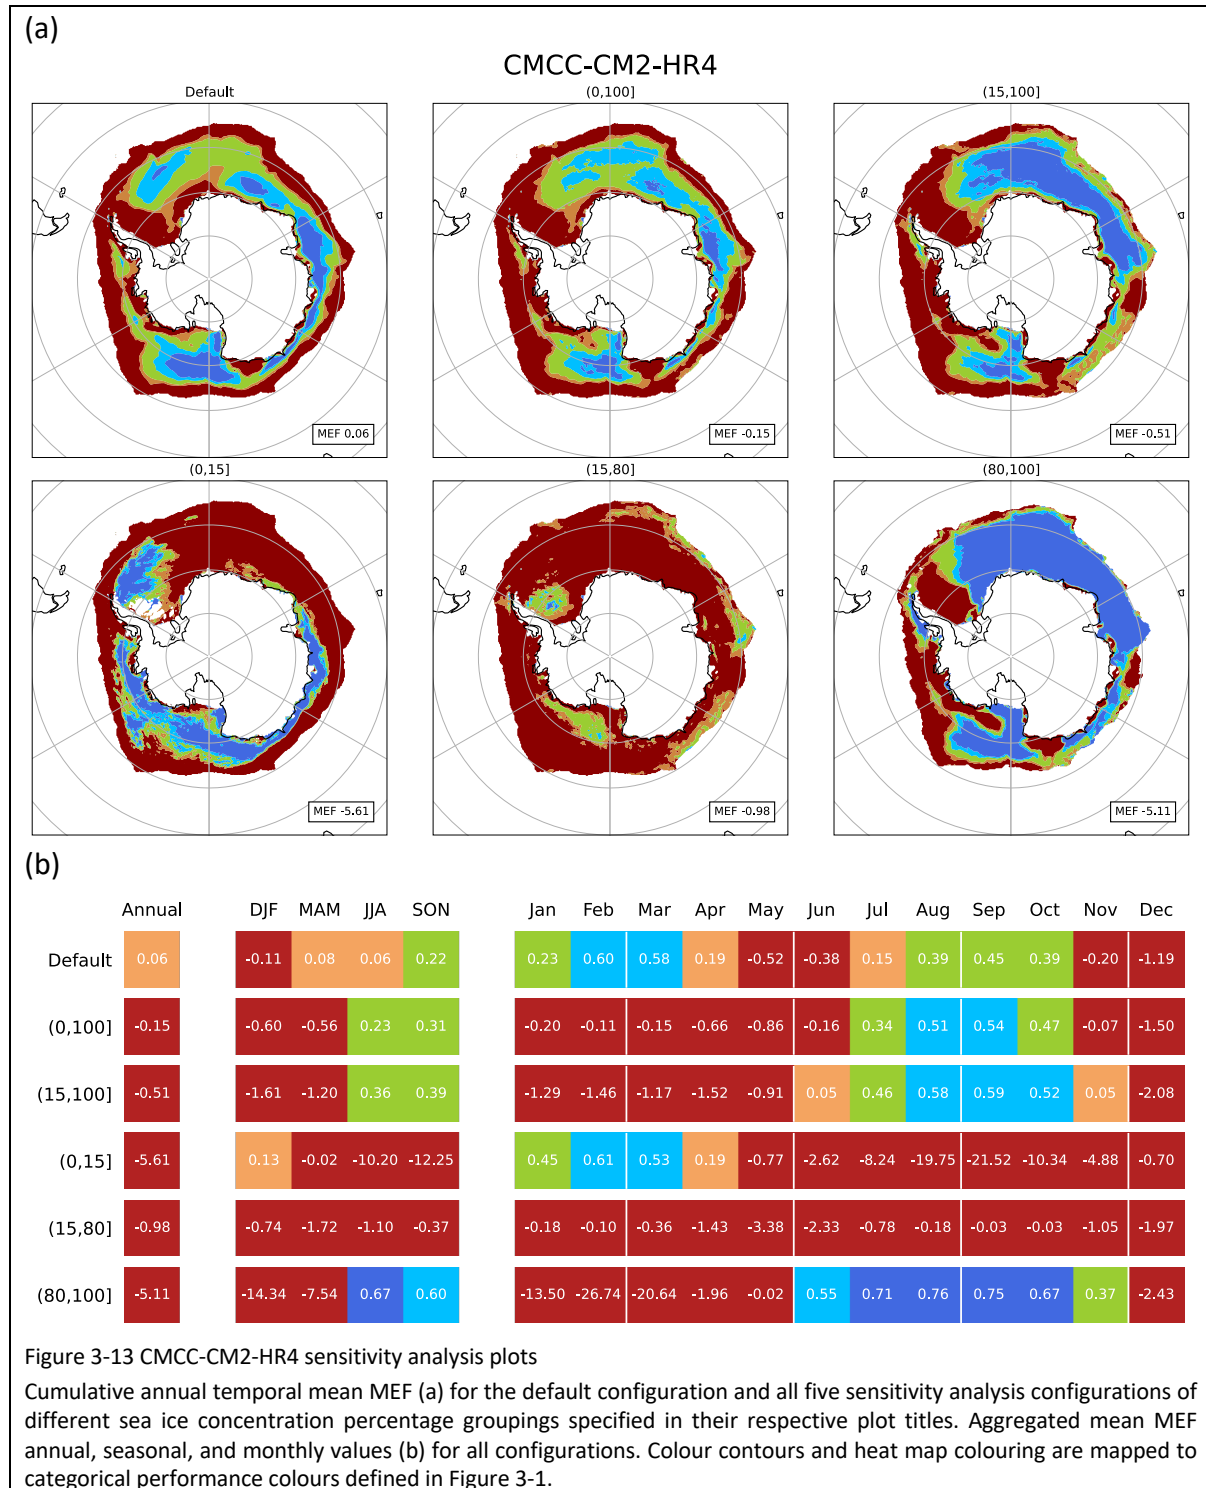 (a)
CMCC-CM2-HR4
Default
(0,100]
(15,100]
MEF 0.06
MEF -0.15
MEF -0.51
(0,15]
(15,80]
(80,100]
MEF -5.61
MEF -0.98
MEF -5.11
(b)
Annual DJF MAM JJA SON Jan Feb Mar Apr May Jun Jul Aug Sep Oct Nov Dec
Default 0.06 -0.11 0.08 0.06 0.22 0.23 0.60 0.58 0.19 -0.52 -0.38 0.15 0.39 0.45 0.39 -0.20 -1.19
(0,100] -0.15 -0.60 -0.56 0.23 0.31 -0.20 -0.11 -0.15 -0.66 -0.86 -0.16 0.34 0.51 0.54 0.47 -0.07 -1.50
(15,100] -0.51 -1.61 -1.20 0.36 0.39 -1.29 -1.46 -1.17 -1.52 -0.91 0.05 0.46 0.58 0.59 0.52 0.05 -2.08
(0,15] -5.61 0.13 -0.02 -10.20 -12.25 0.45 0.61 0.53 0.19 -0.77 -2.62 -8.24 -19.75 -21.52 -10.34 -4.88 -0.70
(15,80] -0.98 -0.74 -1.72 -1.10 -0.37 -0.18 -0.10 -0.36 -1.43 -3.38 -2.33 -0.78 -0.18 -0.03 -0.03 -1.05 -1.97
(80,100] -5.11 -14.34 -7.54 0.67 0.60 -13.50 -26.74 -20.64 -1.96 -0.02 0.55 0.71 0.76 0.75 0.67 0.37 -2.43
Figure 3-13 CMCC-CM2-HR4 sensitivity analysis plots
Cumulative annual temporal mean MEF (a) for the default configuration and all five sensitivity analysis configurations of
different sea ice concentration percentage groupings specified in their respective plot titles. Aggregated mean MEF
annual, seasonal, and monthly values (b) for all configurations. Colour contours and heat map colouring are mapped to
categorical performance colours defined in Figure 3-1.